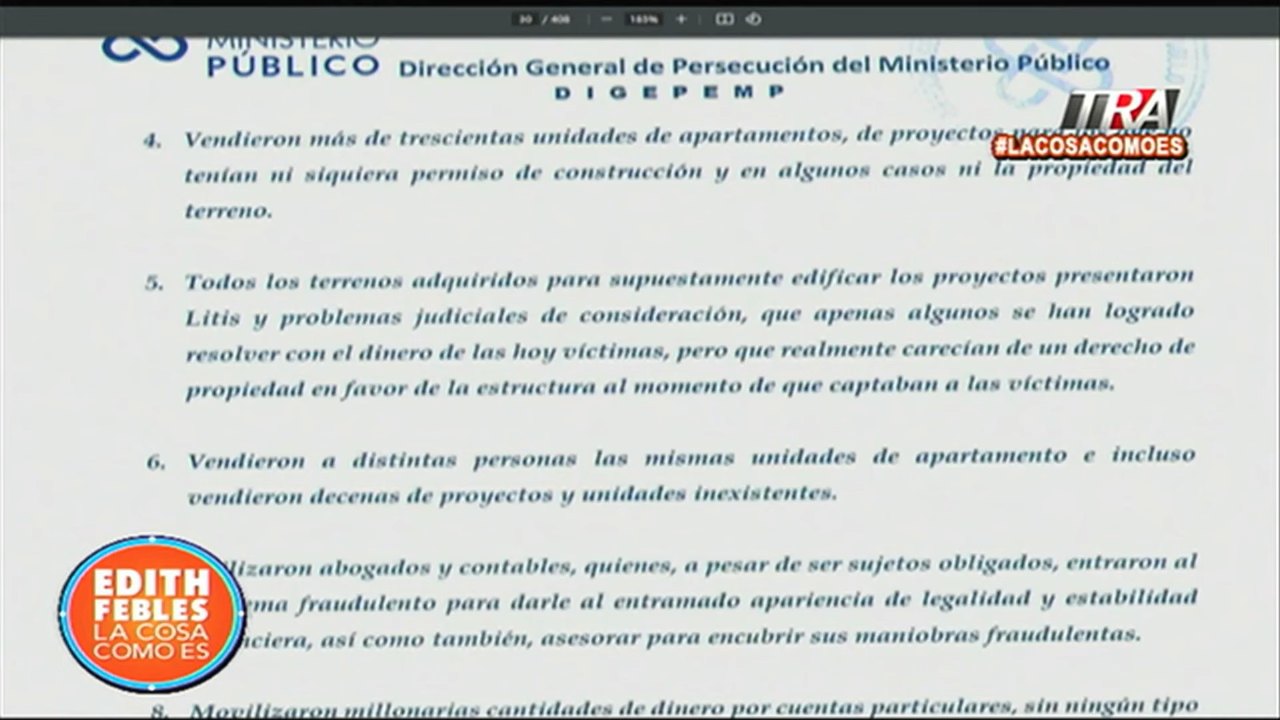 30 / 408 — 185% +
MINISTERIO
PÚBLICO Dirección General de Persecución del Ministerio Público
DIGEPEMP
TRA
#LACOSACOMOES
4. Vendieron más de trescientas unidades de apartamentos, de proyectos
tenían ni siquiera permiso de construcción y en algunos casos ni la propiedad del
terreno.
5. Todos los terrenos adquiridos para supuestamente edificar los proyectos presentaron
Litis y problemas judiciales de consideración, que apenas algunos se han logrado
resolver con el dinero de las hoy víctimas, pero que realmente carecían de un derecho de
propiedad en favor de la estructura al momento de que captaban a las víctimas.
6. Vendieron a distintas personas las mismas unidades de apartamento e incluso
vendieron decenas de proyectos y unidades inexistentes.
lizaron abogados y contables, quienes, a pesar de ser sujetos obligados, entraron al
ma fraudulento para darle al entramado apariencia de legalidad y estabilidad
nciera, así como también, asesorar para encubrir sus maniobras fraudulentas.
8. Movilizaron millonarias cantidades de dinero por cuentas particulares, sin ningún tipo
EDITH
FEBLES
LA COSA
COMO ES